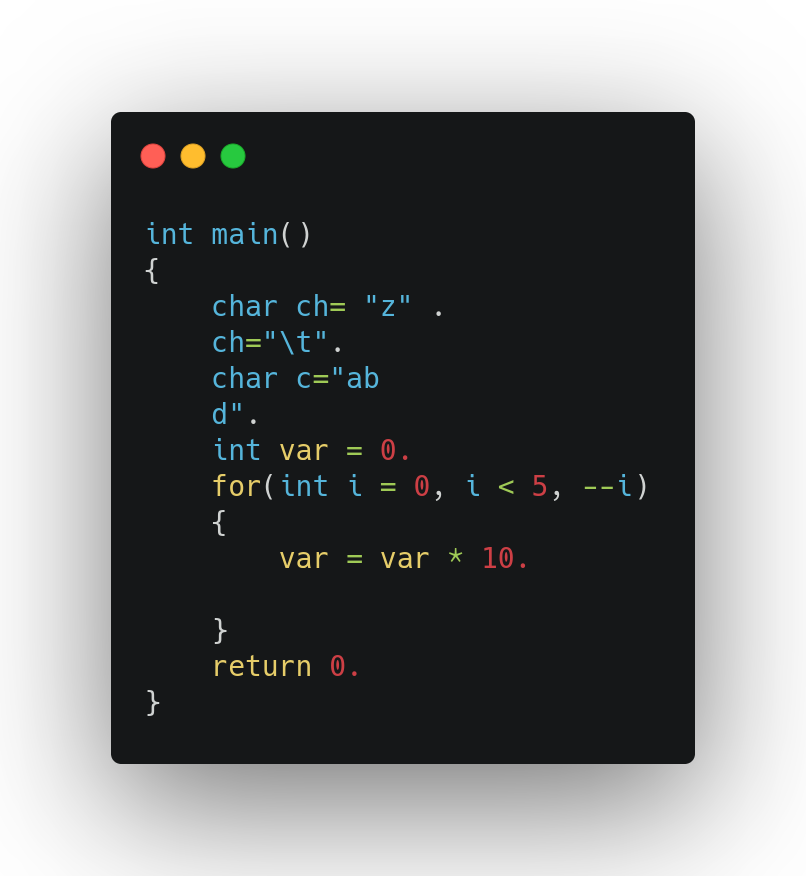 int main()
{
    char ch= "z" .
    ch="\t".
    char c="ab
    d".
    int var = 0.
    for(int i = 0, i < 5, --i)
    {
        var = var * 10.

    }
    return 0.
}